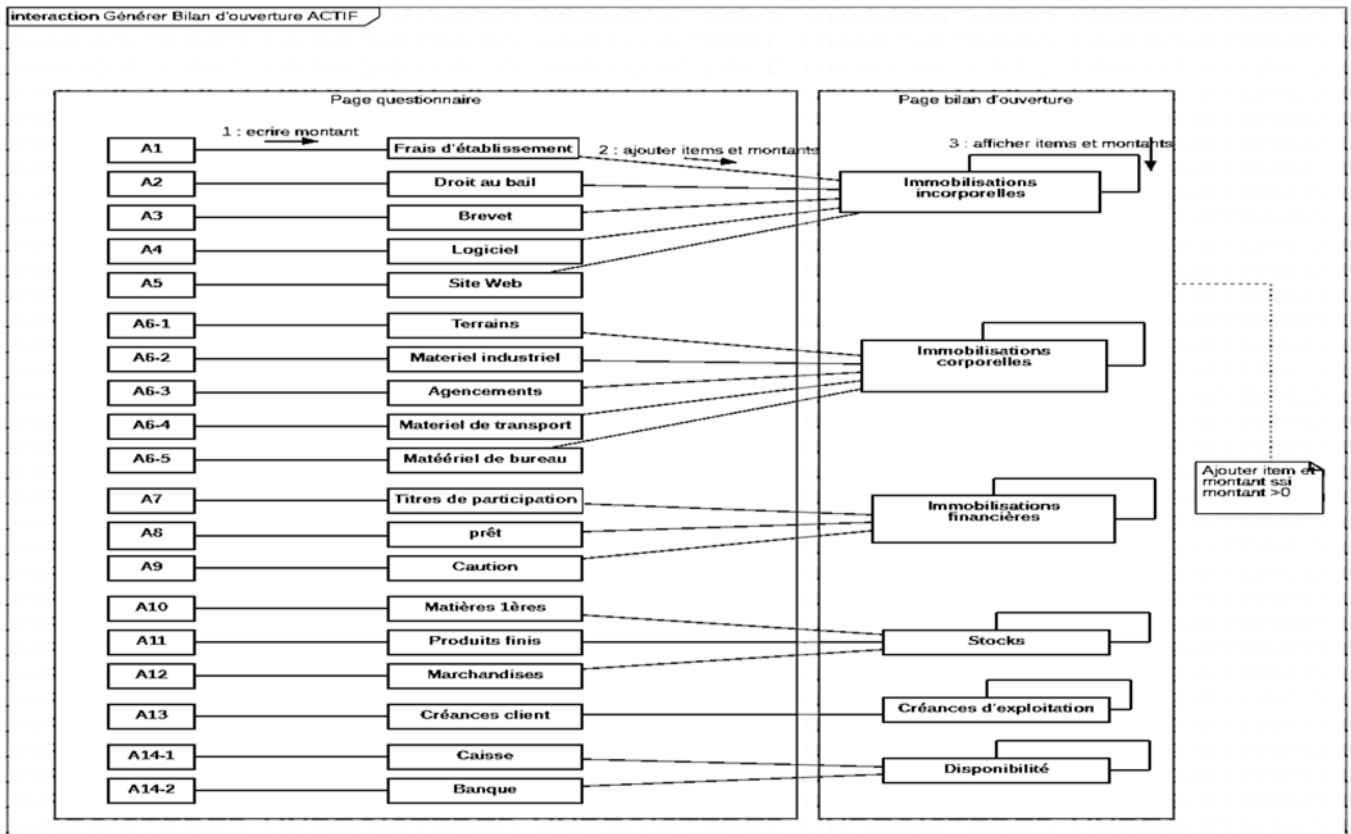 interaction Générer Bilan d'ouverture ACTIF
UNREGISTERED UNREGISTERED UNREGISTERED UNREGISTERED UNREGISTERED
Page questionnaire
Page bilan d'ouverture
1 : ecrire montant
2 : ajouter items et montants
3 : afficher items et montants
A1
Frais d'établissement
A2
Droit au bail
A3
Brevet
A4
Logiciel
A5
Site Web
Immobilisations
incorporelles
A6-1
Terrains
A6-2
Materiel industriel
A6-3
Agencements
A6-4
Materiel de transport
A6-5
Matéériel de bureau
Immobilisations
corporelles
A7
Titres de participation
A8
prêt
A9
Caution
Immobilisations
financières
Ajouter item et
montant ssi
montant >0
A10
Matières 1ères
A11
Produits finis
A12
Marchandises
Stocks
A13
Créances client
Créances d'exploitation
A14-1
Caisse
A14-2
Banque
Disponibilité